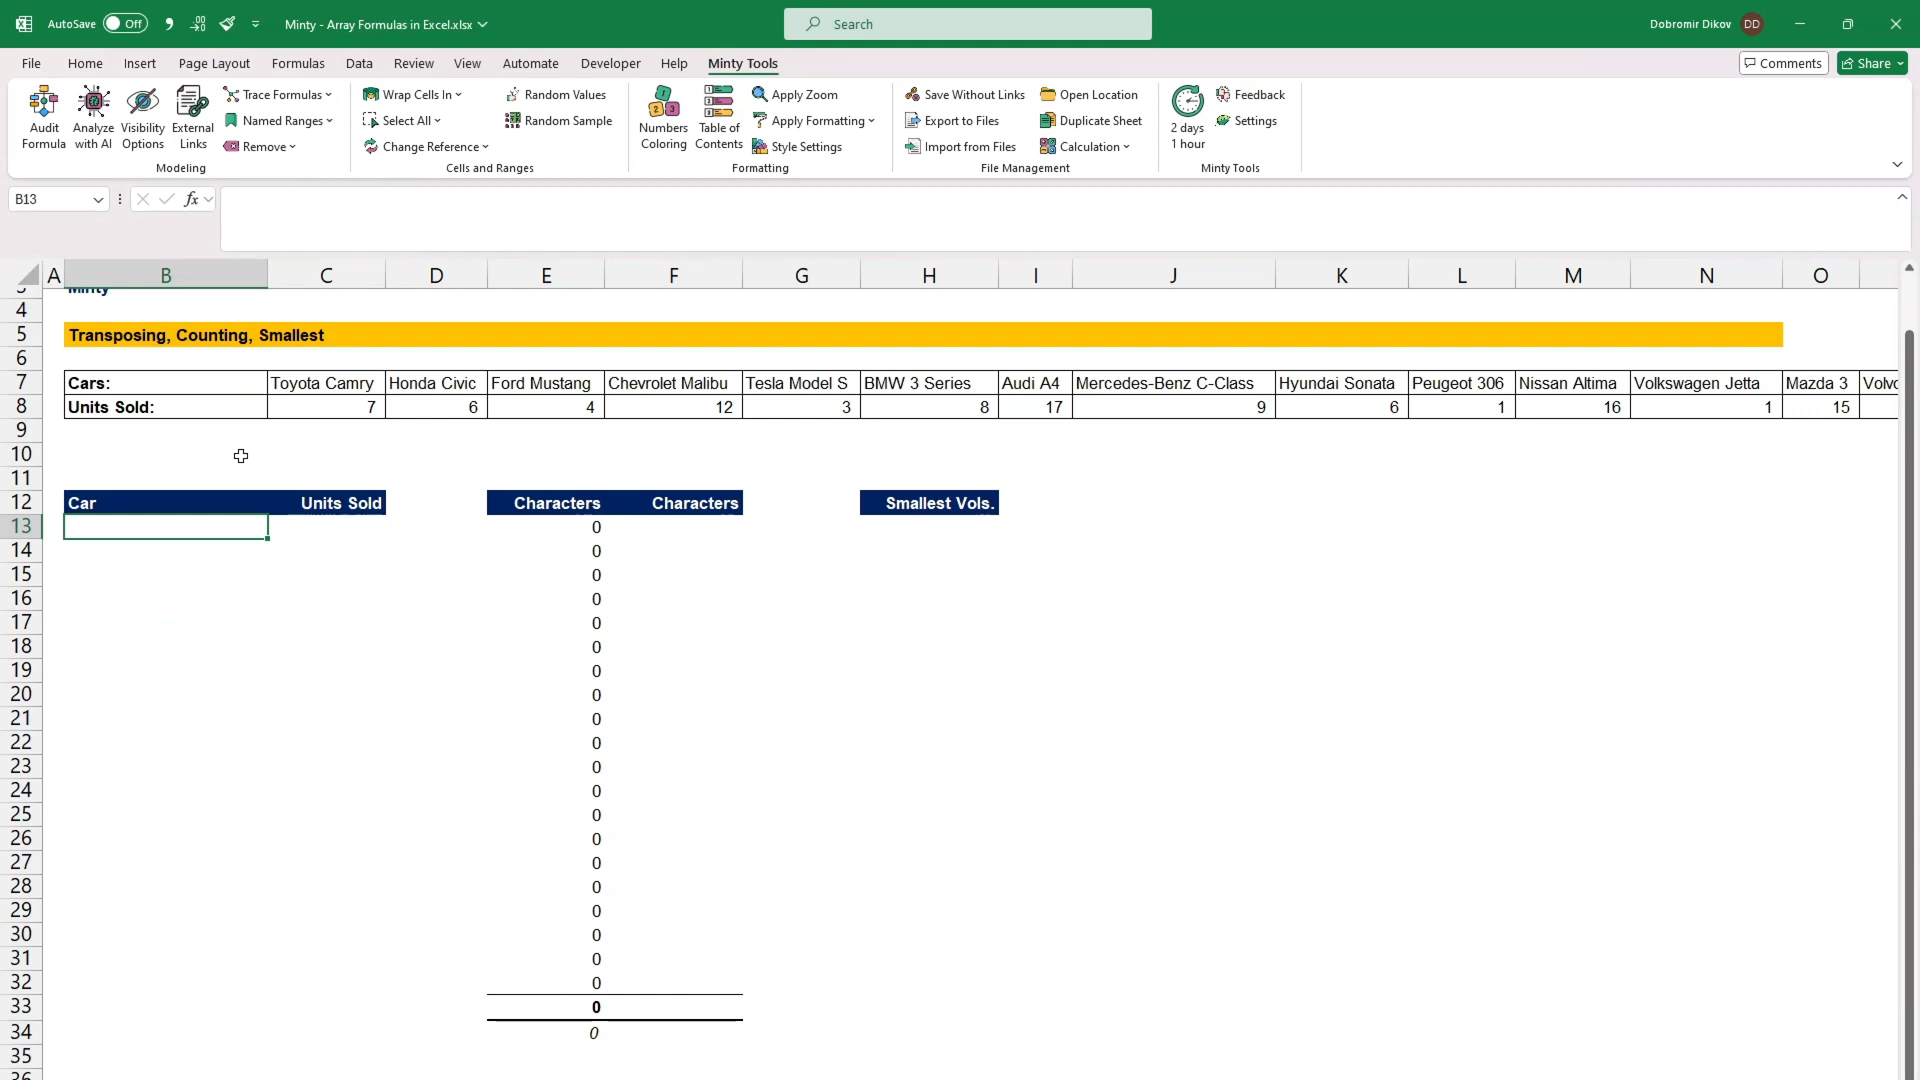 AutoSave Off Minty - Array Formulas in Excel.xlsx Search Dobromir Dikov DD
File Home Insert Page Layout Formulas Data Review View Automate Developer Help Minty Tools Comments Share
Audit Formula
Analyze with AI
Visibility Options
External Links
Trace Formulas
Named Ranges
Remove
Modeling
Wrap Cells In
Select All
Change Reference
Random Values
Random Sample
Cells and Ranges
Numbers Coloring
Table of Contents
Apply Zoom
Apply Formatting
Style Settings
Formatting
Save Without Links
Export to Files
Import from Files
Open Location
Duplicate Sheet
Calculation
File Management
2 days 1 hour
Feedback
Settings
Minty Tools
B13 fx
A B C D E F G H I J K L M N O
3 Minty
4
5 Transposing, Counting, Smallest
6
7 Cars: Toyota Camry Honda Civic Ford Mustang Chevrolet Malibu Tesla Model S BMW 3 Series Audi A4 Mercedes-Benz C-Class Hyundai Sonata Peugeot 306 Nissan Altima Volkswagen Jetta Mazda 3 Volvo
8 Units Sold: 7 6 4 12 3 8 17 9 6 1 16 1 15
9
10
11
12 Car Units Sold Characters Characters Smallest Vols.
13 0
14 0
15 0
16 0
17 0
18 0
19 0
20 0
21 0
22 0
23 0
24 0
25 0
26 0
27 0
28 0
29 0
30 0
31 0
32 0
33 0
34 0
35
36